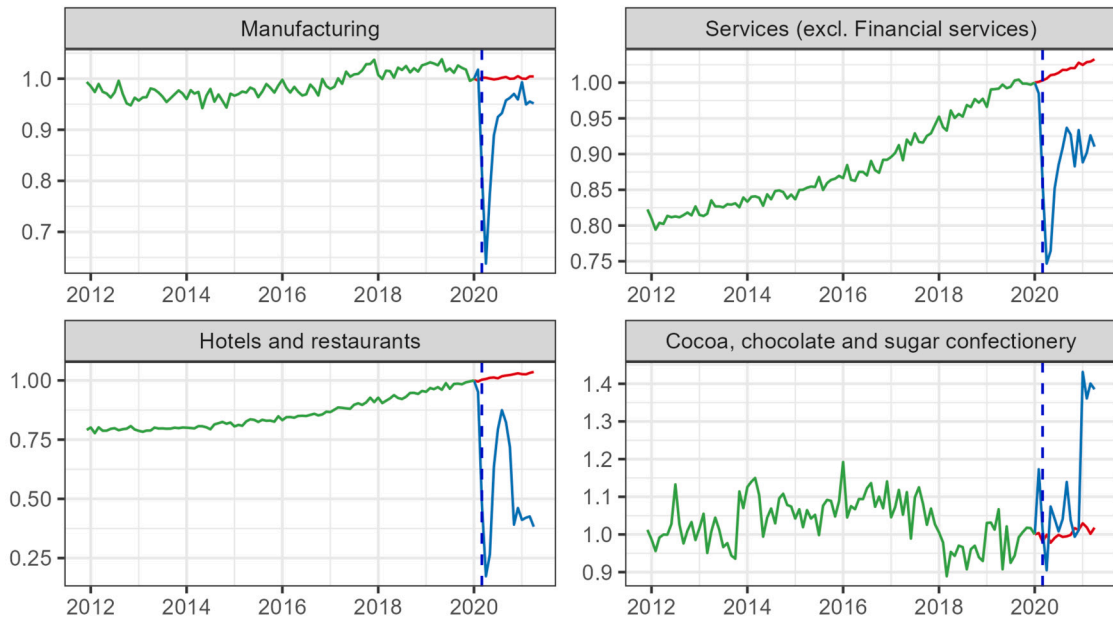 Manufacturing
1.0
0.9
0.8
0.7
2012 2014 2016 2018 2020
Services (excl. Financial services)
1.00
0.95
0.90
0.85
0.80
0.75
2012 2014 2016 2018 2020
Hotels and restaurants
1.00
0.75
0.50
0.25
2012 2014 2016 2018 2020
Cocoa, chocolate and sugar confectionery
1.4
1.3
1.2
1.1
1.0
0.9
2012 2014 2016 2018 2020